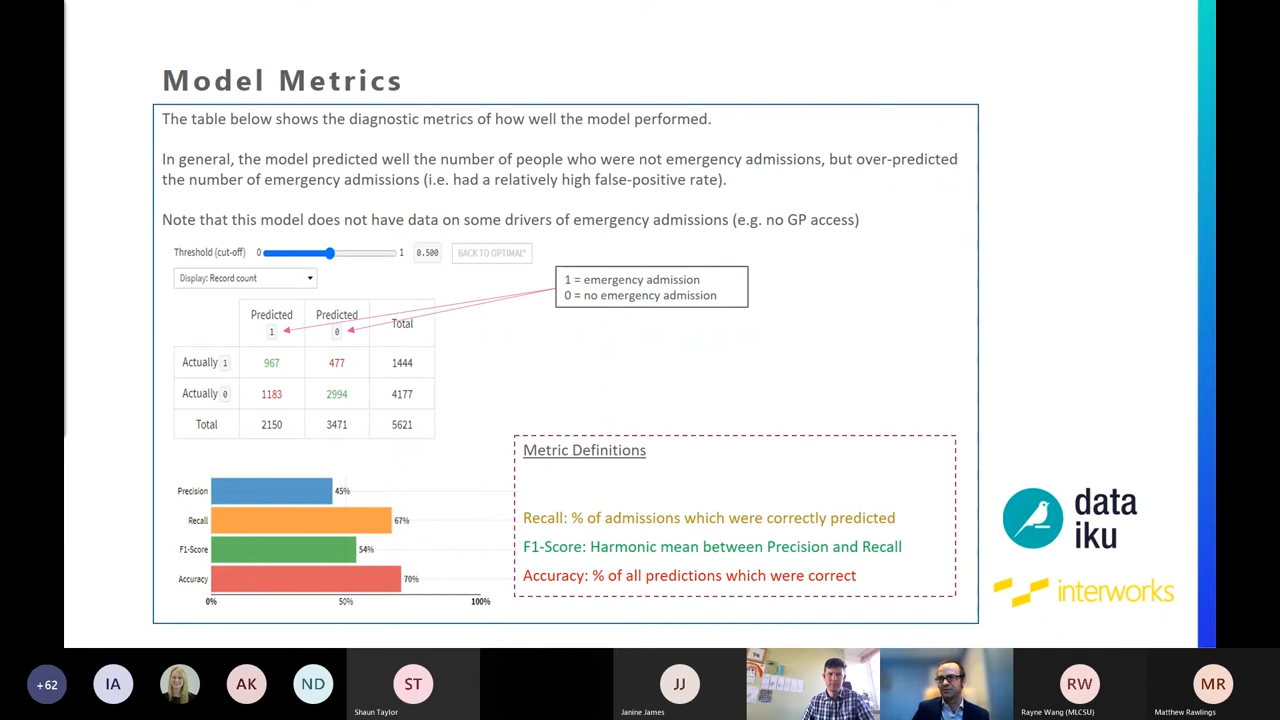 Model Metrics
The table below shows the diagnostic metrics of how well the model performed.
In general, the model predicted well the number of people who were not emergency admissions, but over-predicted
the number of emergency admissions (i.e. had a relatively high false-positive rate).
Note that this model does not have data on some drivers of emergency admissions (e.g. no GP access)
Threshold (cut-off) 0 1 0.500 BACK TO OPTIMAL*
Display: Record count
1 = emergency admission
0 = no emergency admission
Predicted 1 Predicted 0 Total
Actually 1 967 477 1444
Actually 0 1183 2994 4177
Total 2150 3471 5621
Metric Definitions
Precision 45%
Recall 67%
F1-Score 54%
Accuracy 70%
0% 50% 100%
Recall: % of admissions which were correctly predicted
F1-Score: Harmonic mean between Precision and Recall
Accuracy: % of all predictions which were correct
data
iku
interworks
+62 IA AK ND ST JJ RW MR
Shaun Taylor Janine James Rayne Wang (MLCSU) Matthew Rawlings